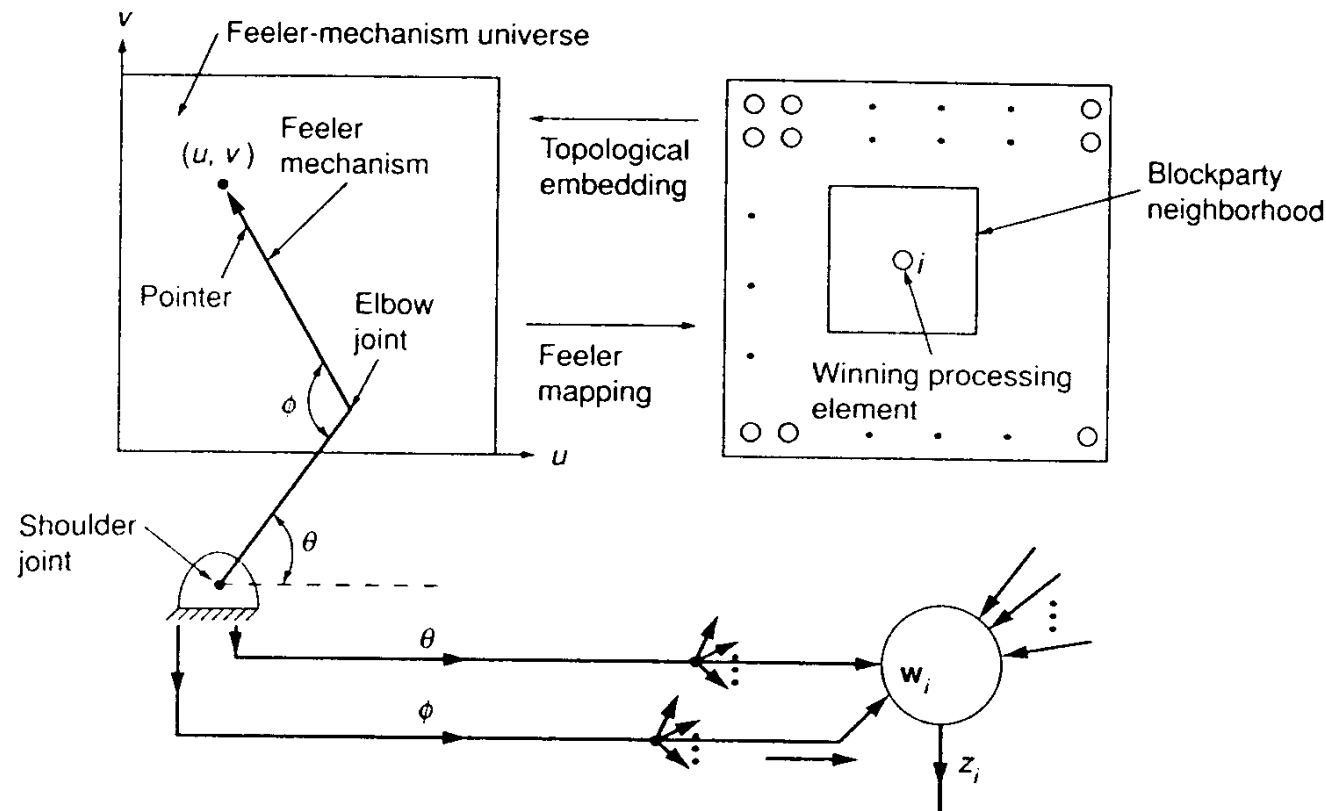 v
Feeler-mechanism universe
Feeler
mechanism
(u, v)
Pointer
Elbow
joint
ϕ
u
Topological
embedding
Feeler
mapping
Blockparty
neighborhood
i
Winning processing
element
Shoulder
joint
θ
θ
ϕ
w_i
z_i